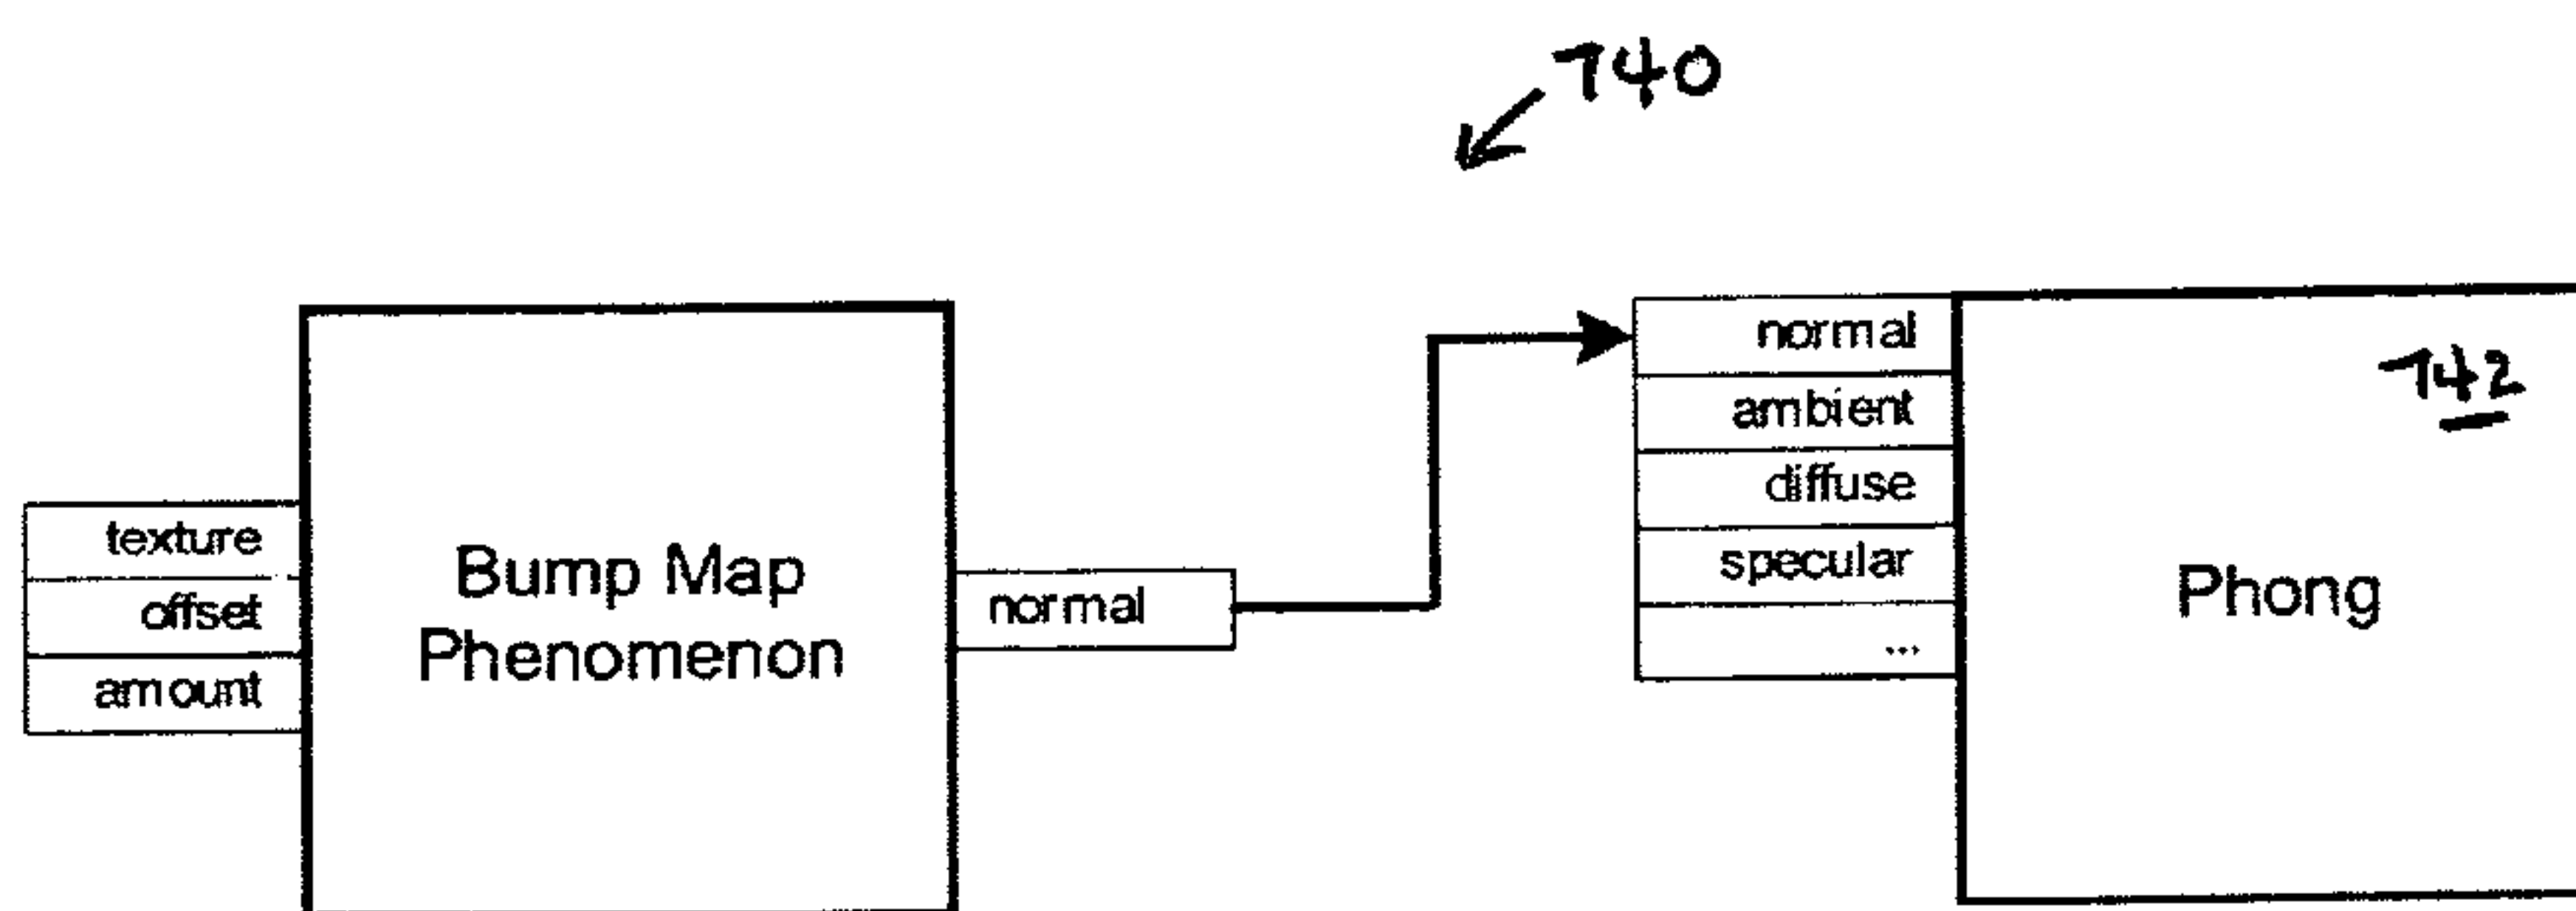 740
normal
ambient
diffuse
specular
...
742
Phong
texture
offset
amount
Bump Map
Phenomenon
normal